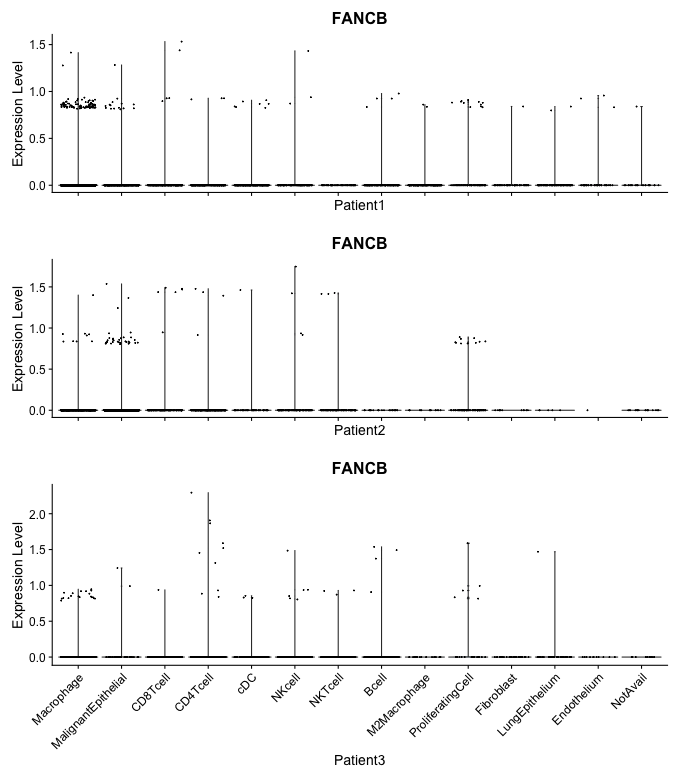 FANCB
Expression Level
1.5
1.0
0.5
0.0
Patient1
FANCB
Expression Level
1.5
1.0
0.5
0.0
Patient2
FANCB
Expression Level
2.0
1.5
1.0
0.5
0.0
Macrophage
MalignantEpithelial
CD8Tcell
CD4Tcell
cDC
NKcell
NKTcell
Bcell
M2Macrophage
ProliferatingCell
Fibroblast
LungEpithelium
Endothelium
NotAvail
Patient3